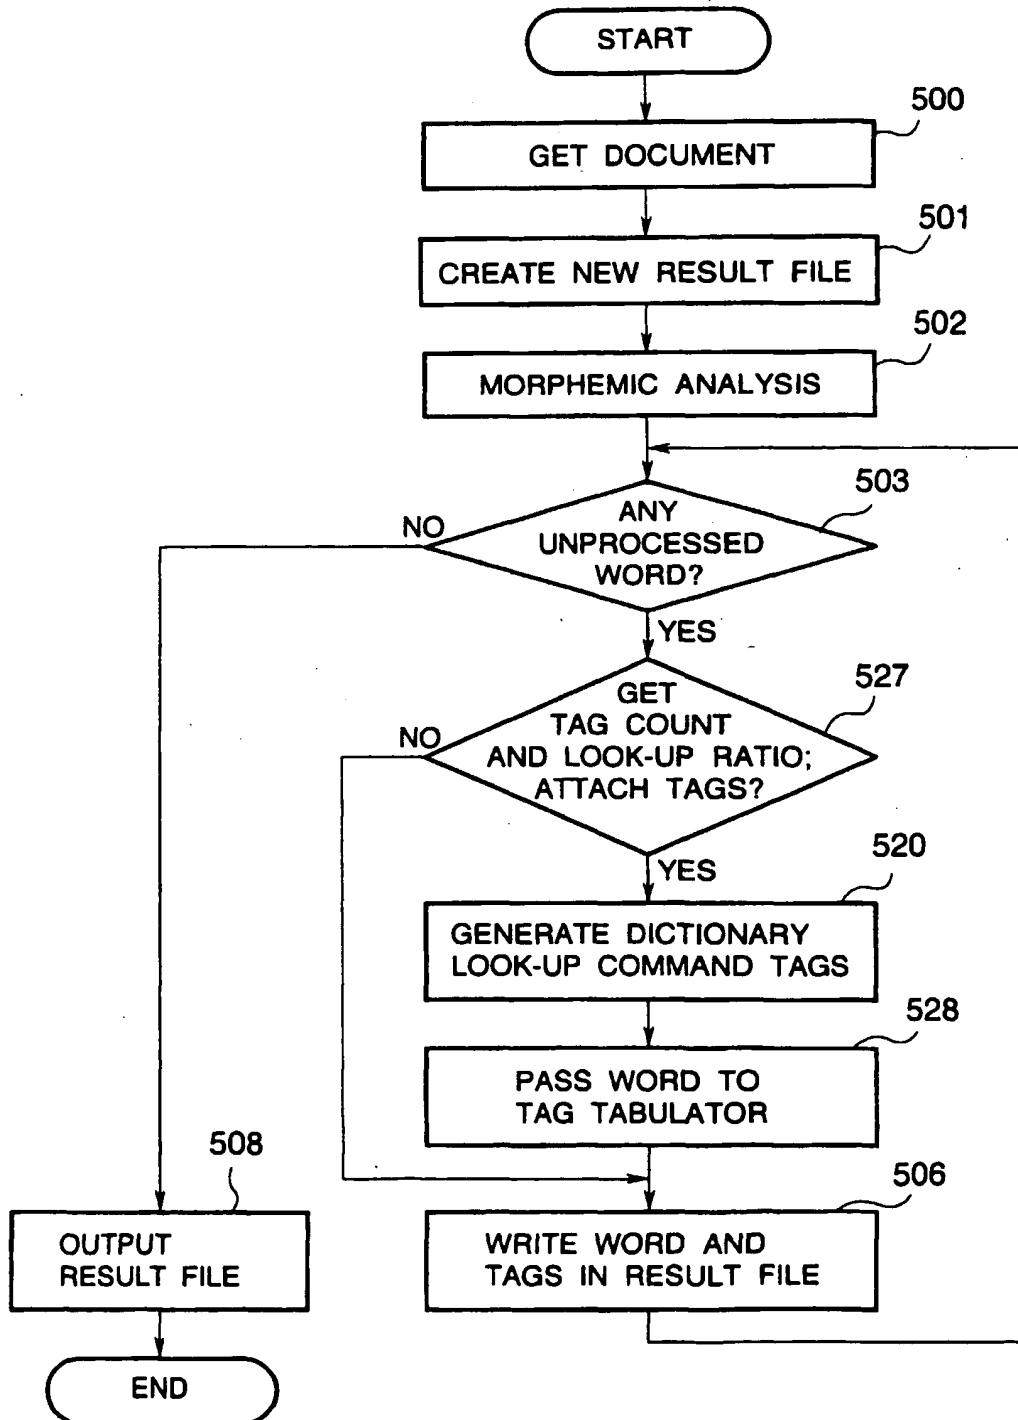 START
500
GET DOCUMENT
501
CREATE NEW RESULT FILE
502
MORPHEMIC ANALYSIS
503
ANY
UNPROCESSED
WORD?
NO
YES
527
GET
TAG COUNT
AND LOOK-UP RATIO;
ATTACH TAGS?
NO
YES
520
GENERATE DICTIONARY
LOOK-UP COMMAND TAGS
528
PASS WORD TO
TAG TABULATOR
506
WRITE WORD AND
TAGS IN RESULT FILE
508
OUTPUT
RESULT FILE
END